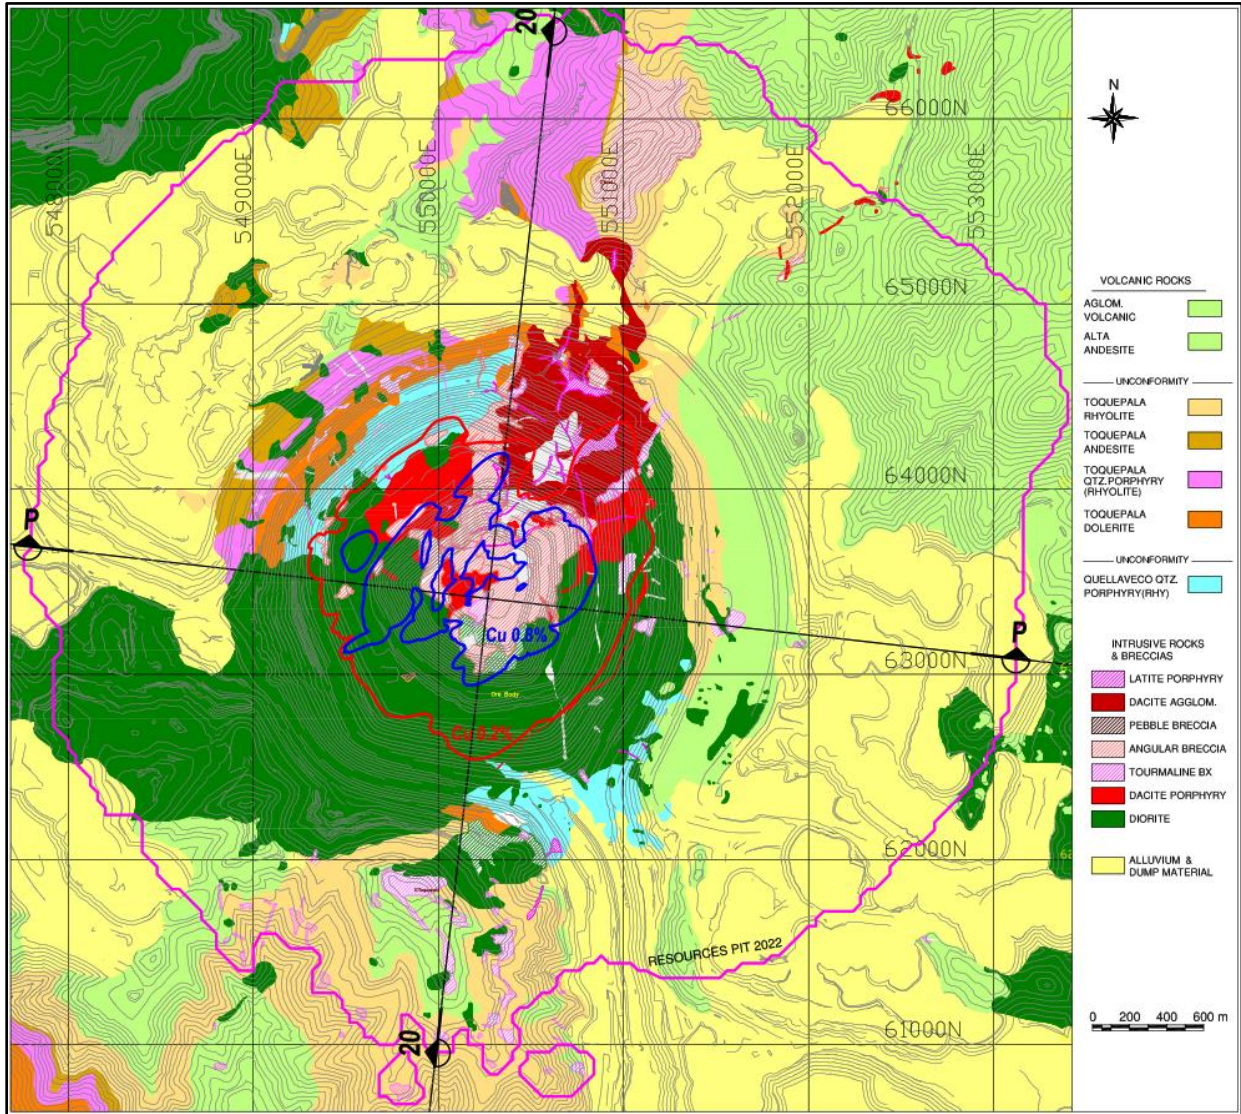 20
N
66000N
548000
549000E
550000E
551000E
552000E
553000E
65000N
64000N
P
P
Cu 0.8%
63000N
Ore Body
Cu 0.2%
62000N
RESOURCES PIT 2022
61000N
20
VOLCANIC ROCKS
AGLOM.
VOLCANIC
ALTA
ANDESITE
UNCONFORMITY
TOQUEPALA
RHYOLITE
TOQUEPALA
ANDESITE
TOQUEPALA
QTZ.PORPHYRY
(RHYOLITE)
TOQUEPALA
DOLERITE
UNCONFORMITY
QUELLAVECO QTZ.
PORPHYRY(RHY)
INTRUSIVE ROCKS
& BRECCIAS
LATITE PORPHYRY
DACITE AGGLOM.
PEBBLE BRECCIA
ANGULAR BRECCIA
TOURMALINE BX
DACITE PORPHYRY
DIORITE
ALLUVIUM &
DUMP MATERIAL
0 200 400 600 m